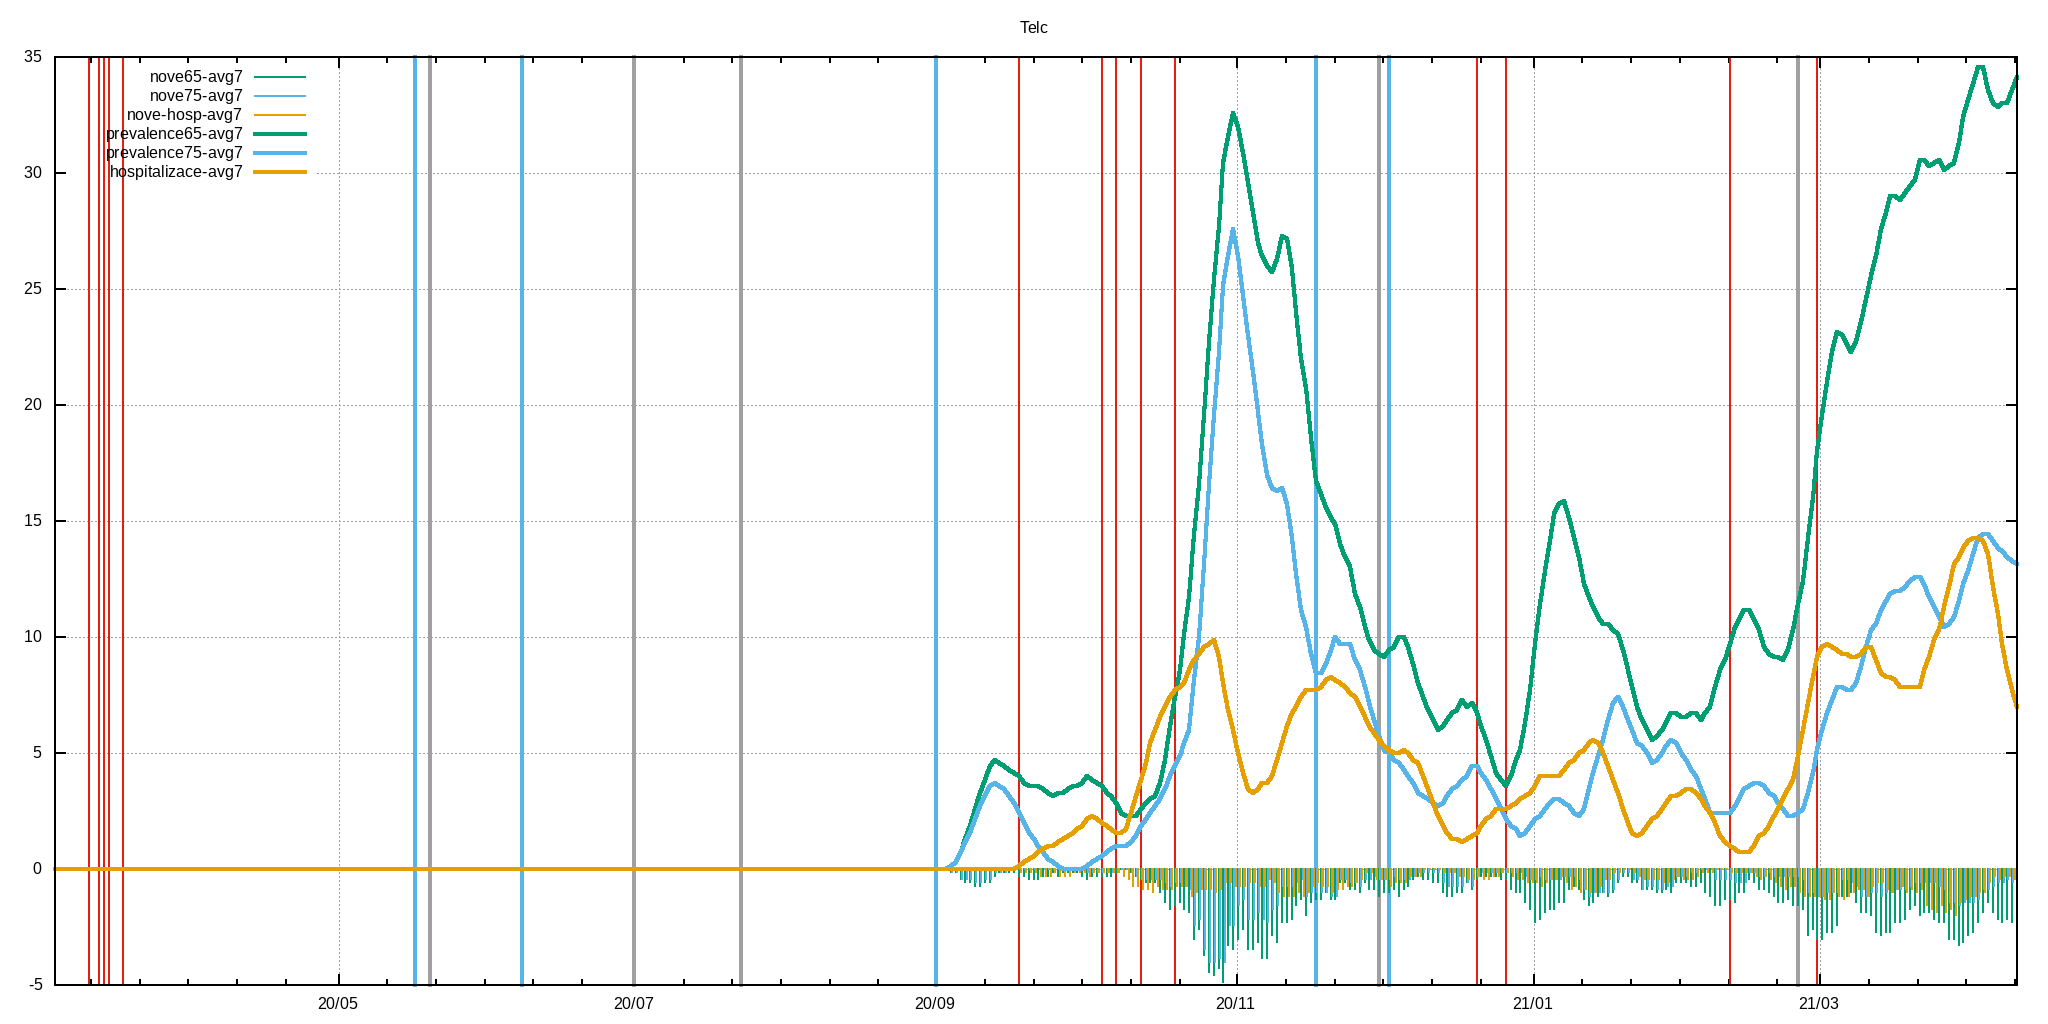 Telc
35
30
25
20
15
10
5
0
-5
nove65-avg7
nove75-avg7
nove-hosp-avg7
prevalence65-avg7
prevalence75-avg7
hospitalizace-avg7
20/05 20/07 20/09 20/11 21/01 21/03